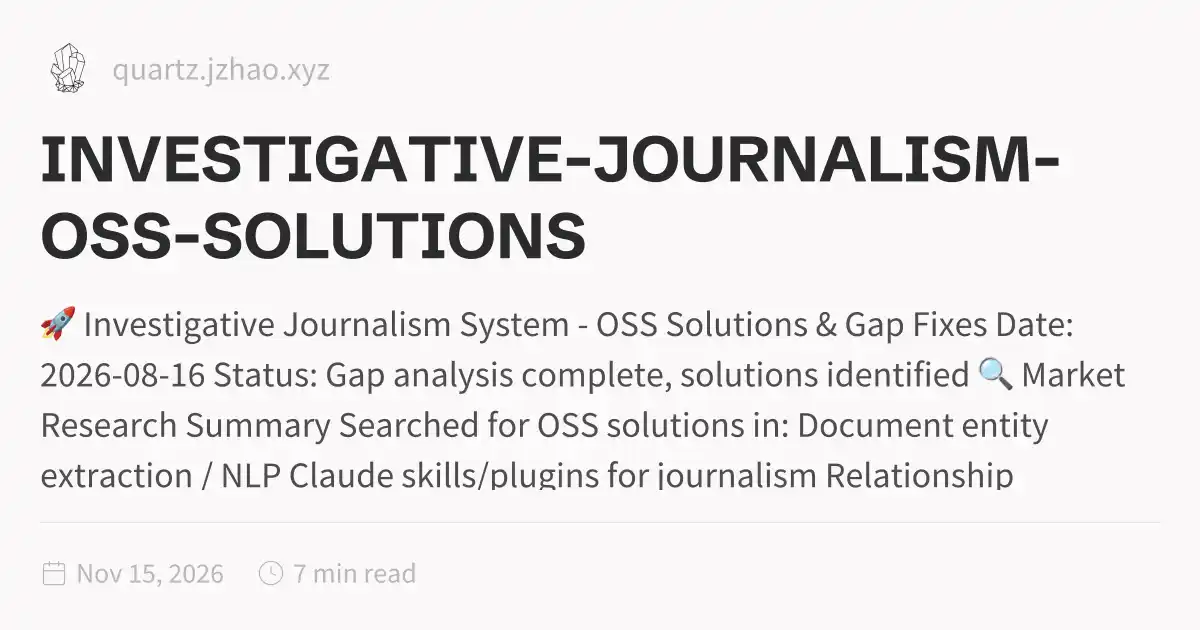 quartz.jzhao.xyz
INVESTIGATIVE-JOURNALISM-
OSS-SOLUTIONS
🚀 Investigative Journalism System - OSS Solutions & Gap Fixes Date:
2026-08-16 Status: Gap analysis complete, solutions identified 🔍 Market
Research Summary Searched for OSS solutions in: Document entity
extraction / NLP Claude skills/plugins for journalism Relationship
Nov 15, 2026 7 min read